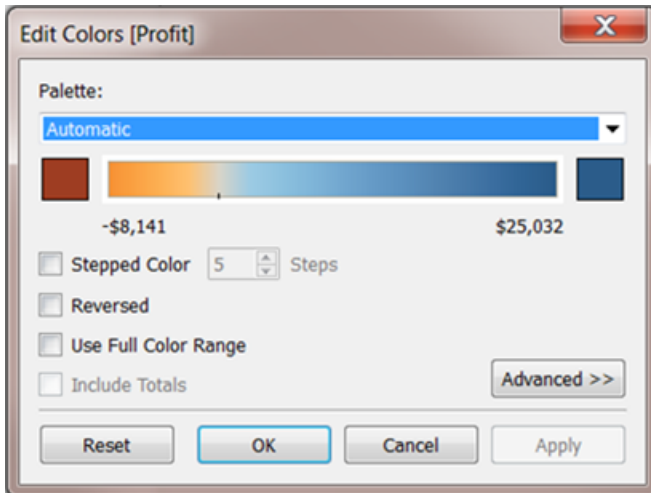 Edit Colors [Profit]
Palette:
Automatic
-$8,141 $25,032
Stepped Color 5 Steps
Reversed
Use Full Color Range
Include Totals Advanced >>
Reset OK Cancel Apply